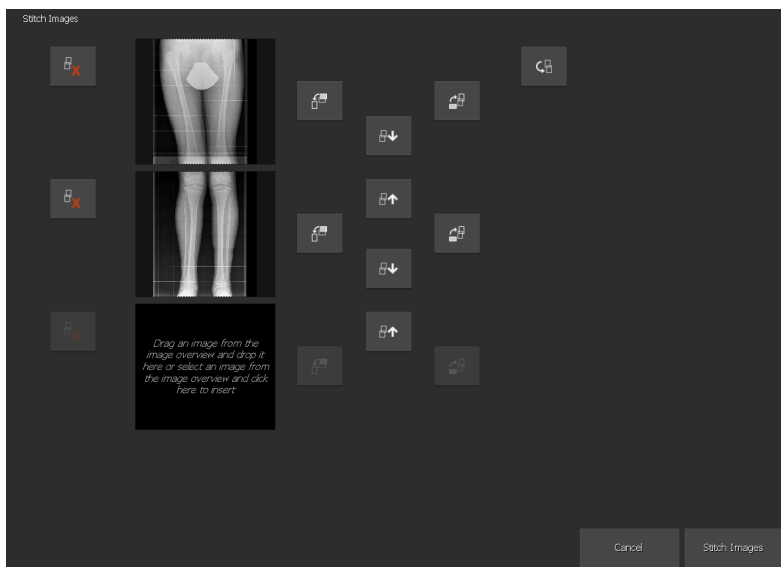 Stitch Images
Drag an image from the
image overview and drop it
here or select an image from
the image overview and click
here to insert
Cancel
Stitch Images